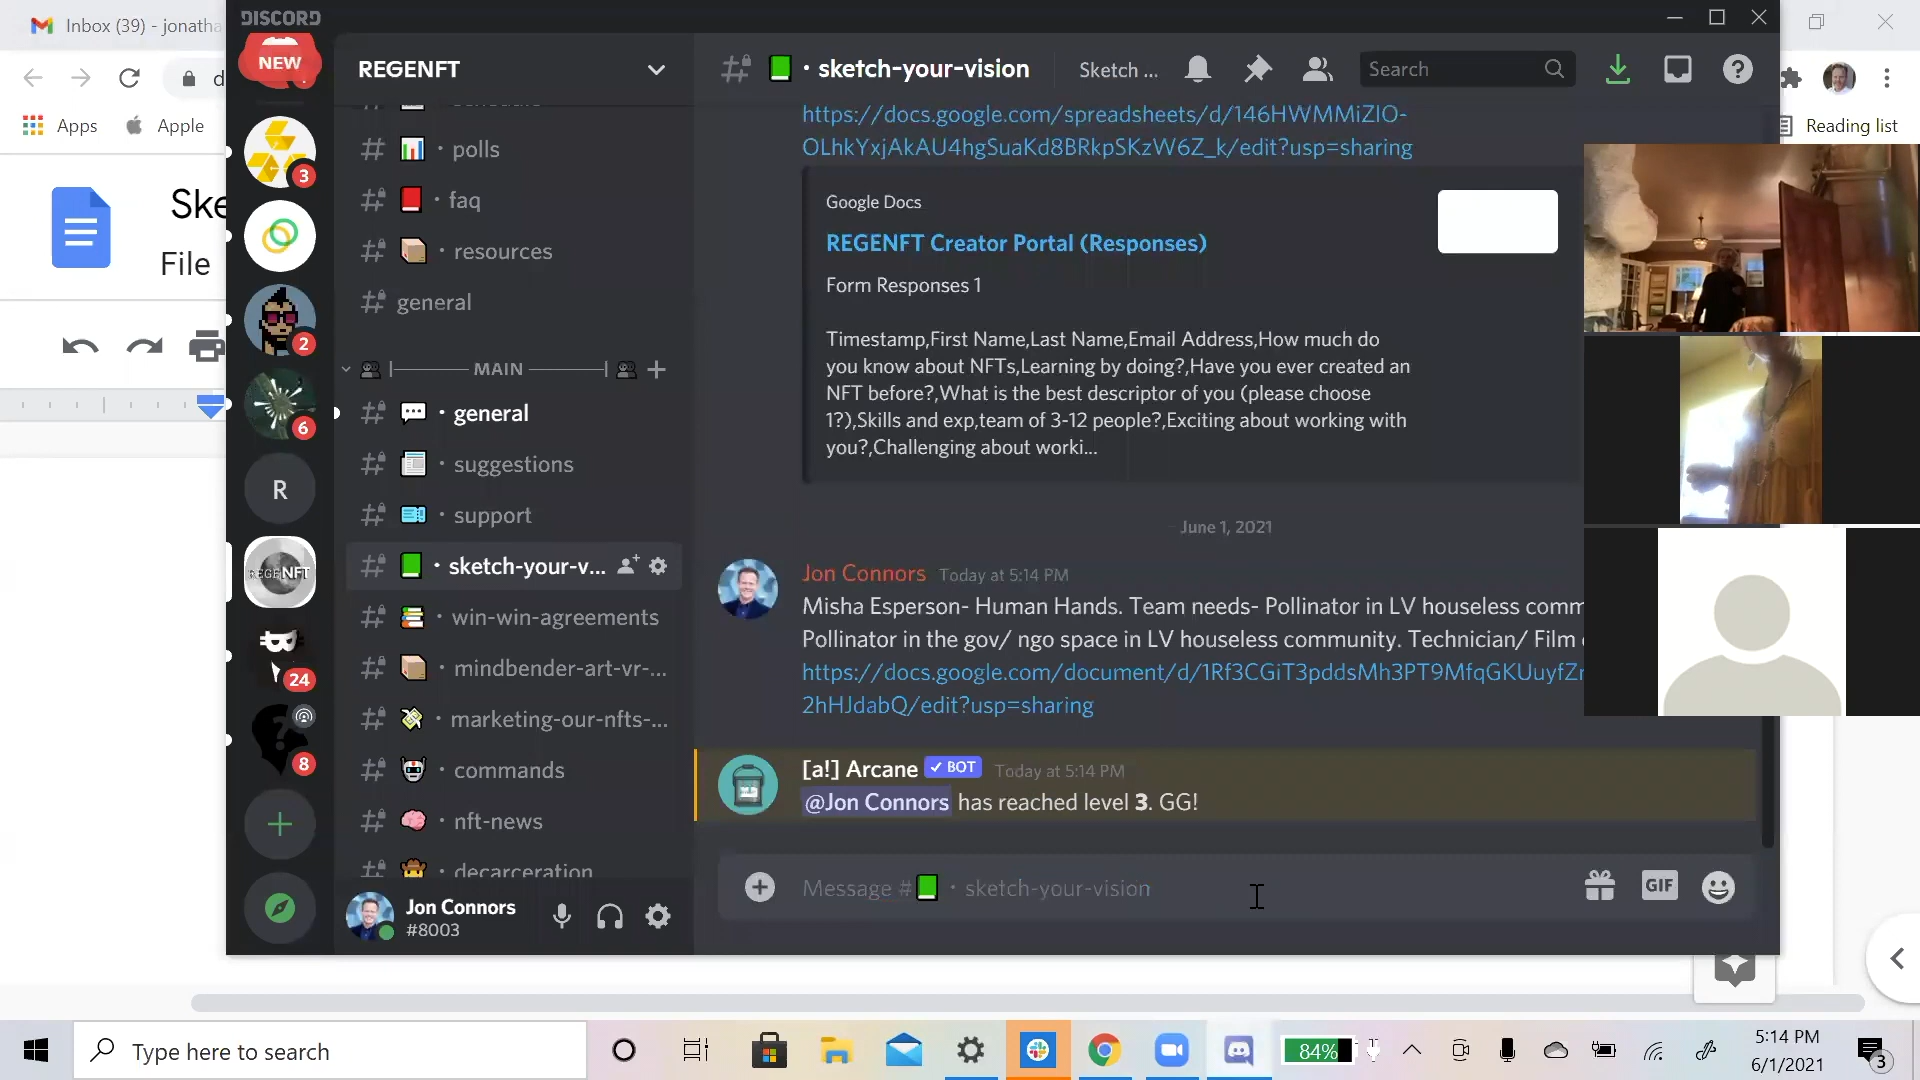 DISCORD
Inbox (39) - jonatha
NEW
REGENFT
· sketch-your-vision
Sketch ...
Search
d
Apps
Apple
Reading list
https://docs.google.com/spreadsheets/d/146HWMMiZIO-
OLhkYxjAkAU4hgSuaKd8BRkpSKzW6Z_k/edit?usp=sharing
· polls
3
Ske
· faq
Google Docs
REGENFT Creator Portal (Responses)
· resources
File
Form Responses 1
general
2
Timestamp,First Name,Last Name,Email Address,How much do
you know about NFTs,Learning by doing?,Have you ever created an
NFT before?,What is the best descriptor of you (please choose
1?),Skills and exp,team of 3-12 people?,Exciting about working with
you?,Challenging about worki...
MAIN
· general
6
· suggestions
R
· support
June 1, 2021
· sketch-your-v...
REGENFT
Jon Connors Today at 5:14 PM
Misha Esperson- Human Hands. Team needs- Pollinator in LV houseless comm
Pollinator in the gov/ ngo space in LV houseless community. Technician/ Film
https://docs.google.com/document/d/1Rf3CGiT3pddsMh3PT9MfqGKUuyfZr
2hHJdabQ/edit?usp=sharing
· win-win-agreements
· mindbender-art-vr-...
24
· marketing-our-nfts-...
8
· commands
[a!] Arcane BOT Today at 5:14 PM
@Jon Connors has reached level 3. GG!
· nft-news
· decarceration
Message # · sketch-your-vision
GIF
Jon Connors
#8003
Type here to search
84%
5:14 PM
6/1/2021
3